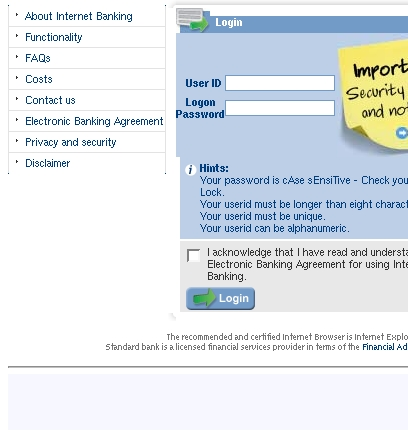 About Internet Banking
Functionality
FAQs
Costs
Contact us
Electronic Banking Agreement
Privacy and security
Disclaimer
Login
User ID
Logon
Password
Import
Security
and no
Hints:
Your password is cAse sEnsiTive - Check you
Lock.
Your userid must be longer than eight charact
Your userid must be unique.
Your userid can be alphanumeric.
I acknowledge that I have read and understa
Electronic Banking Agreement for using Inte
Banking.
Login
The recommended and certified Internet Browser is Internet Explo
Standard bank is a licensed financial services provider in terms of the Financial Ad